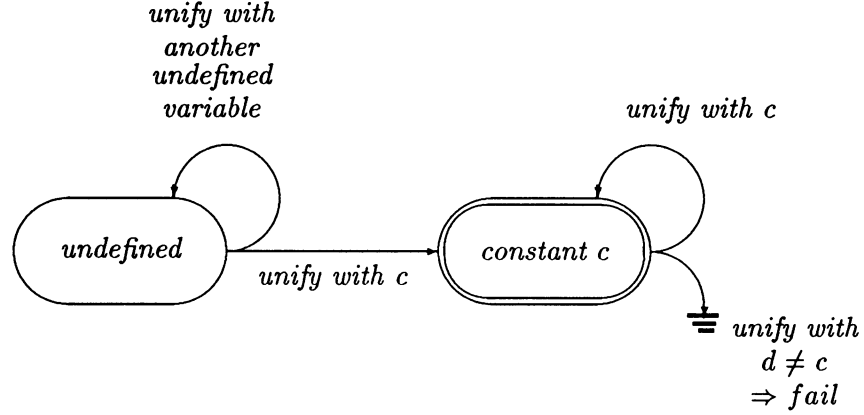 unify with
another
undefined
variable
unify with c
undefined
unify with c
constant c
unify with
d ≠ c
⇒ fail